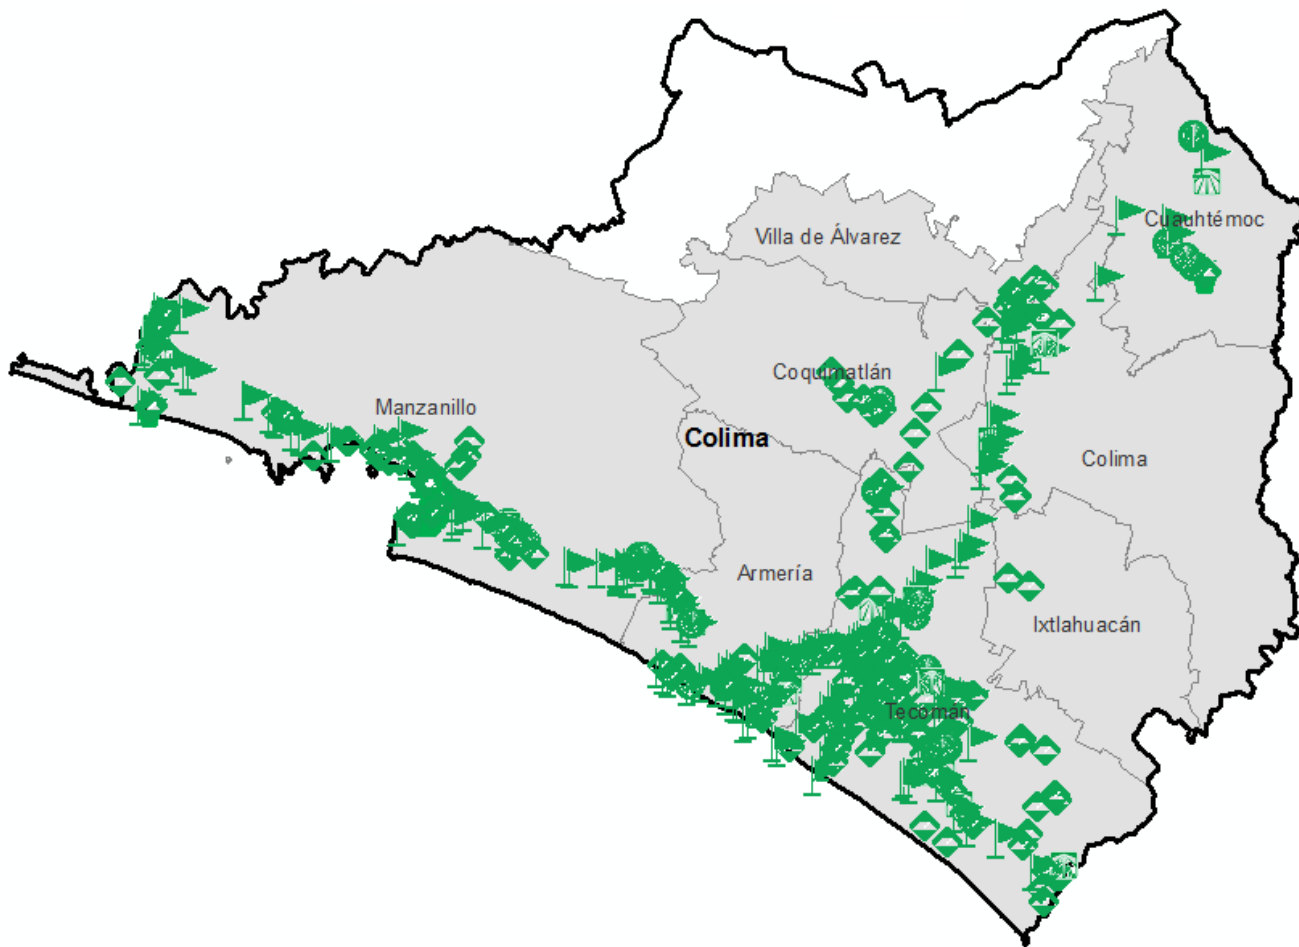 Cuauhtémoc
Villa de Álvarez
Coquimatlán
Manzanillo
Colima
Colima
Armería
Ixtlahuacán
Tecomán